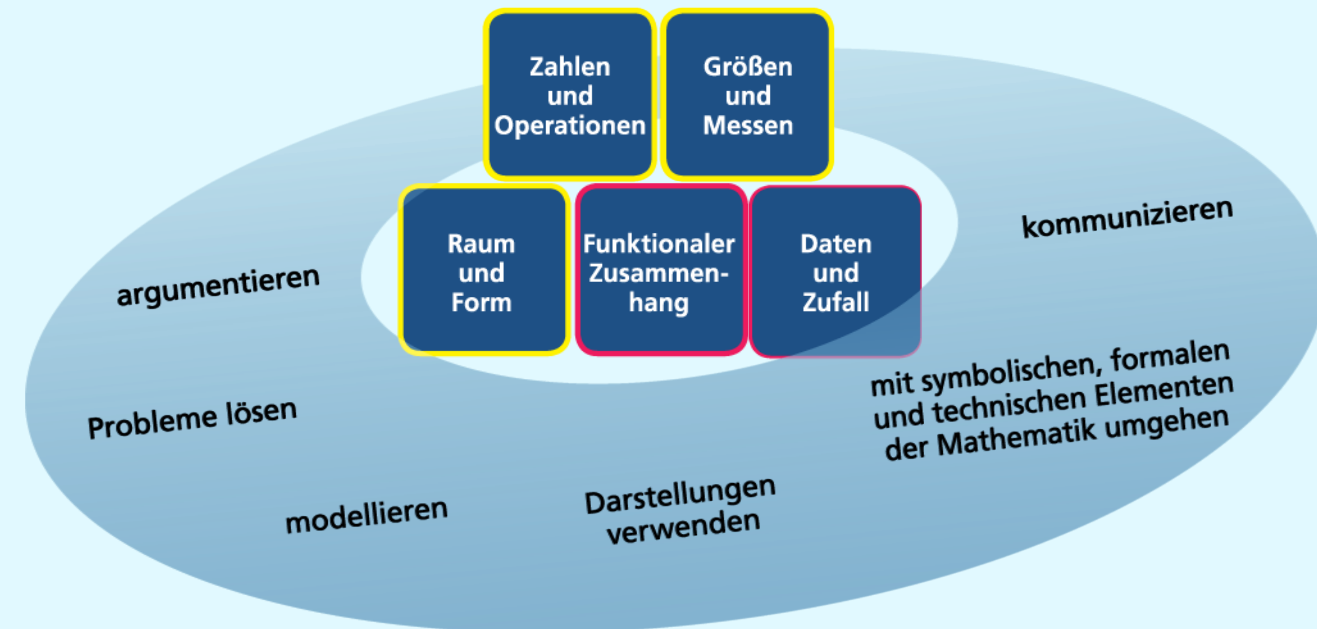 Zahlen
und
Operationen
Größen
und
Messen
Raum
und
Form
Funktionaler
Zusammen-
hang
Daten
und
Zufall
kommunizieren
argumentieren
mit symbolischen, formalen
und technischen Elementen
der Mathematik umgehen
Probleme lösen
modellieren
Darstellungen
verwenden